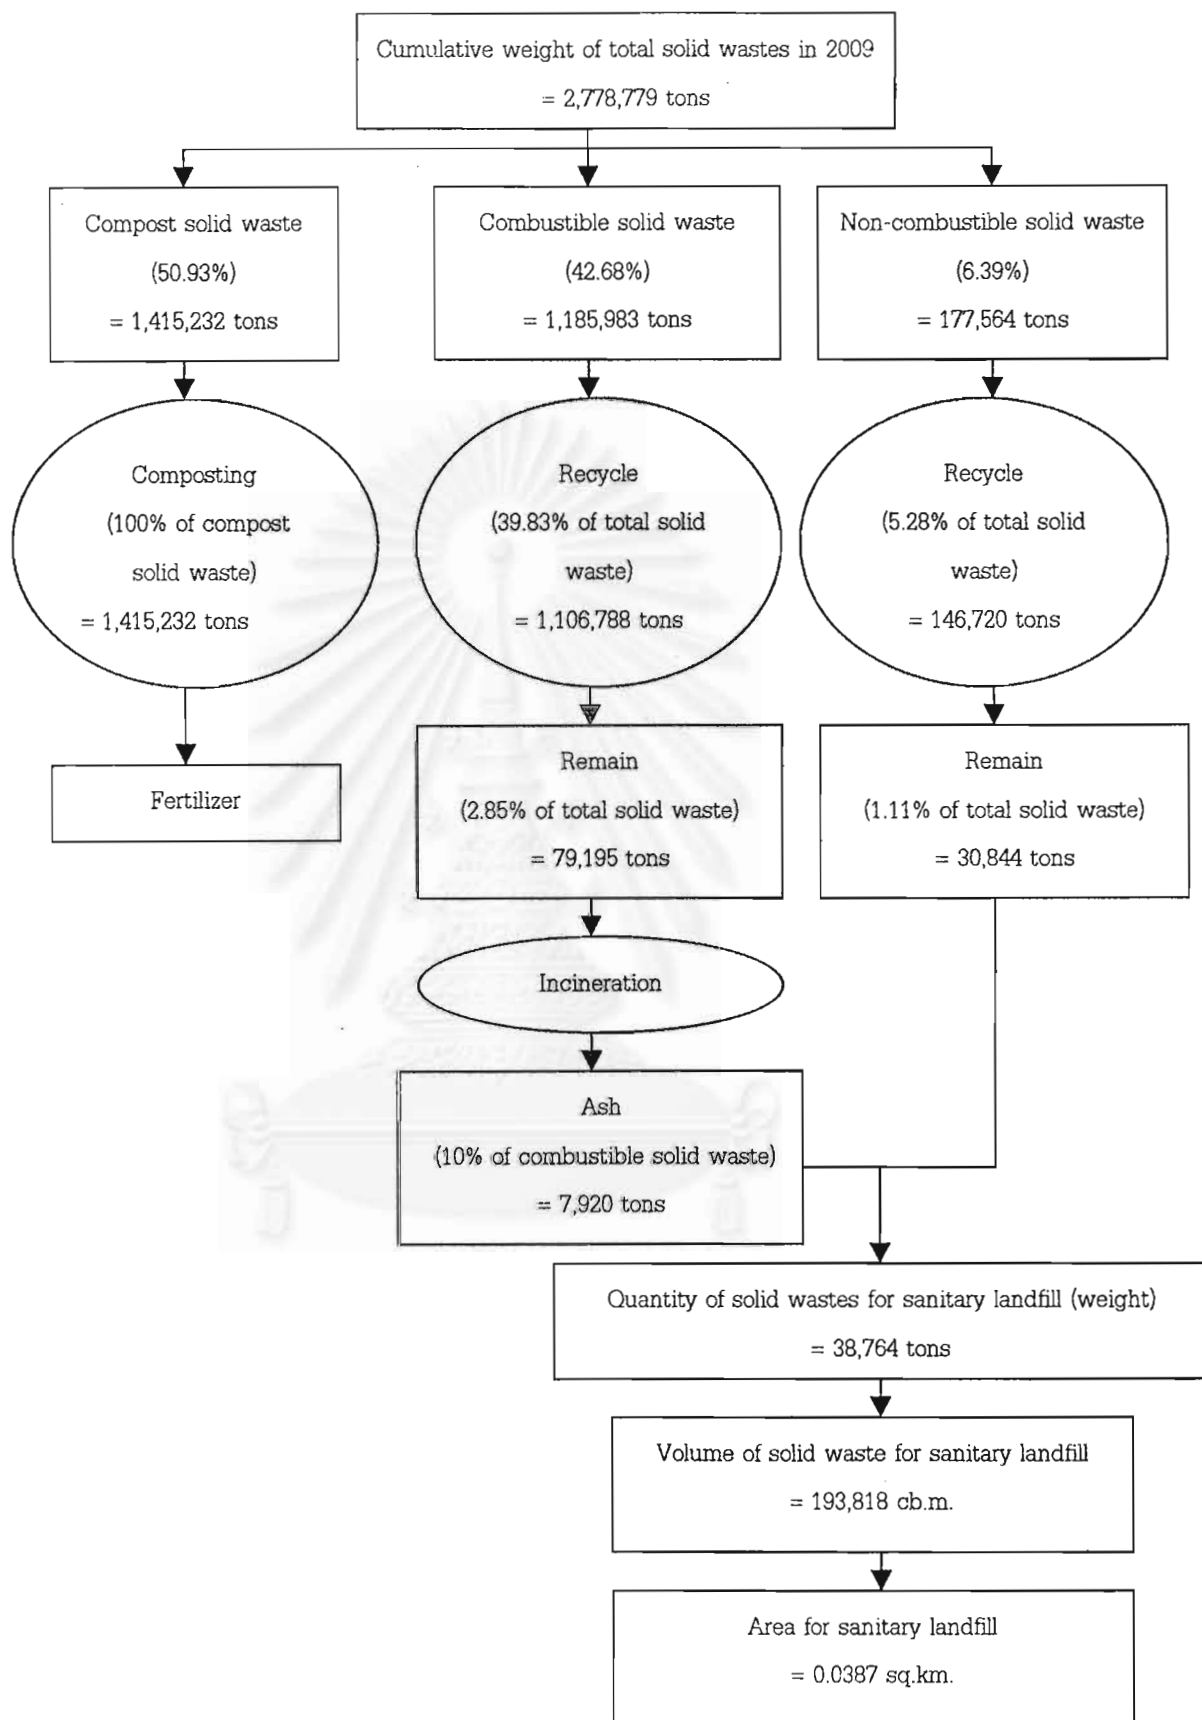 Cumulative weight of total solid wastes in 2009
= 2,778,779 tons
Compost solid waste
(50.93%)
= 1,415,232 tons
Combustible solid waste
(42.68%)
= 1,185,983 tons
Non-combustible solid waste
(6.39%)
= 177,564 tons
Composting
(100% of compost
solid waste)
= 1,415,232 tons
Recycle
(39.83% of total solid
waste)
= 1,106,788 tons
Recycle
(5.28% of total solid
waste)
= 146,720 tons
Fertilizer
Remain
(2.85% of total solid waste)
= 79,195 tons
Remain
(1.11% of total solid waste)
= 30,844 tons
Incineration
Ash
(10% of combustible solid waste)
= 7,920 tons
Quantity of solid wastes for sanitary landfill (weight)
= 38,764 tons
Volume of solid waste for sanitary landfill
= 193,818 cb.m.
Area for sanitary landfill
= 0.0387 sq.km.